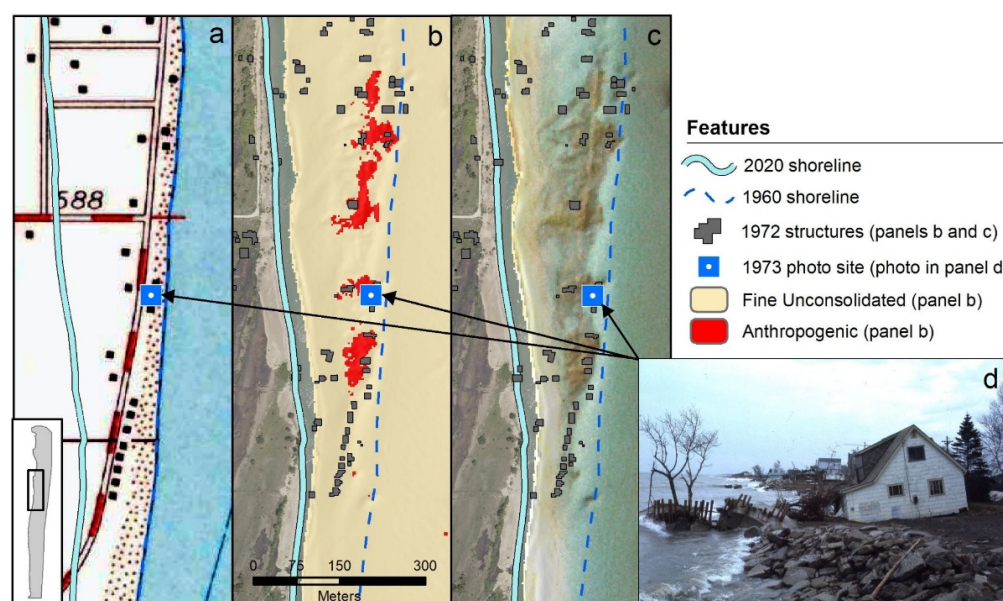 a
b
c
588
0 75 150 300
Meters
Features
2020 shoreline
1960 shoreline
1972 structures (panels b and c)
1973 photo site (photo in panel d
Fine Unconsolidated (panel b)
Anthropogenic (panel b)
d